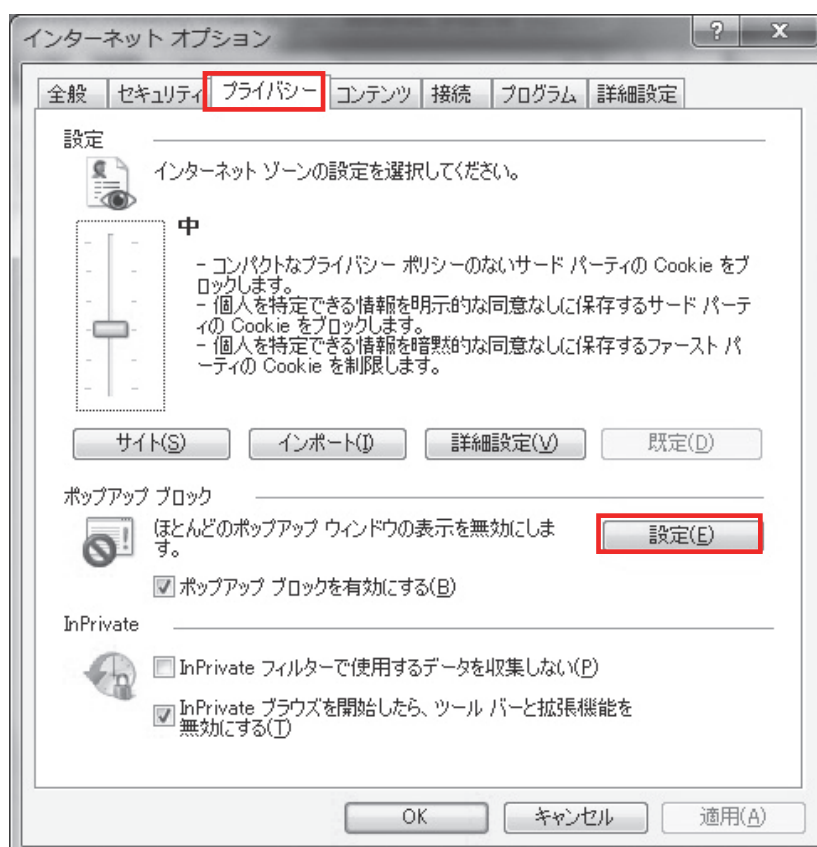 インターネット オプション
? x
全般 セキュリティ プライバシー コンテンツ 接続 プログラム 詳細設定
設定
インターネット ゾーンの設定を選択してください。
中
- コンパクトなプライバシー ポリシーのないサード パーティの Cookie をブ
ロックします。
- 個人を特定できる情報を明示的な同意なしに保存するサード パーテ
ィの Cookie をブロックします。
- 個人を特定できる情報を暗黙的な同意なしに保存するファースト パ
ーティの Cookie を制限します。
サイト(S) インポート(I) 詳細設定(V) 既定(D)
ポップアップ ブロック
ほとんどのポップアップ ウィンドウの表示を無効にしま
す。
設定(E)
ポップアップ ブロックを有効にする(B)
InPrivate
InPrivate フィルターで使用するデータを収集しない(P)
InPrivate ブラウズを開始したら、ツール バーと拡張機能を
無効にする(T)
OK キャンセル 適用(A)